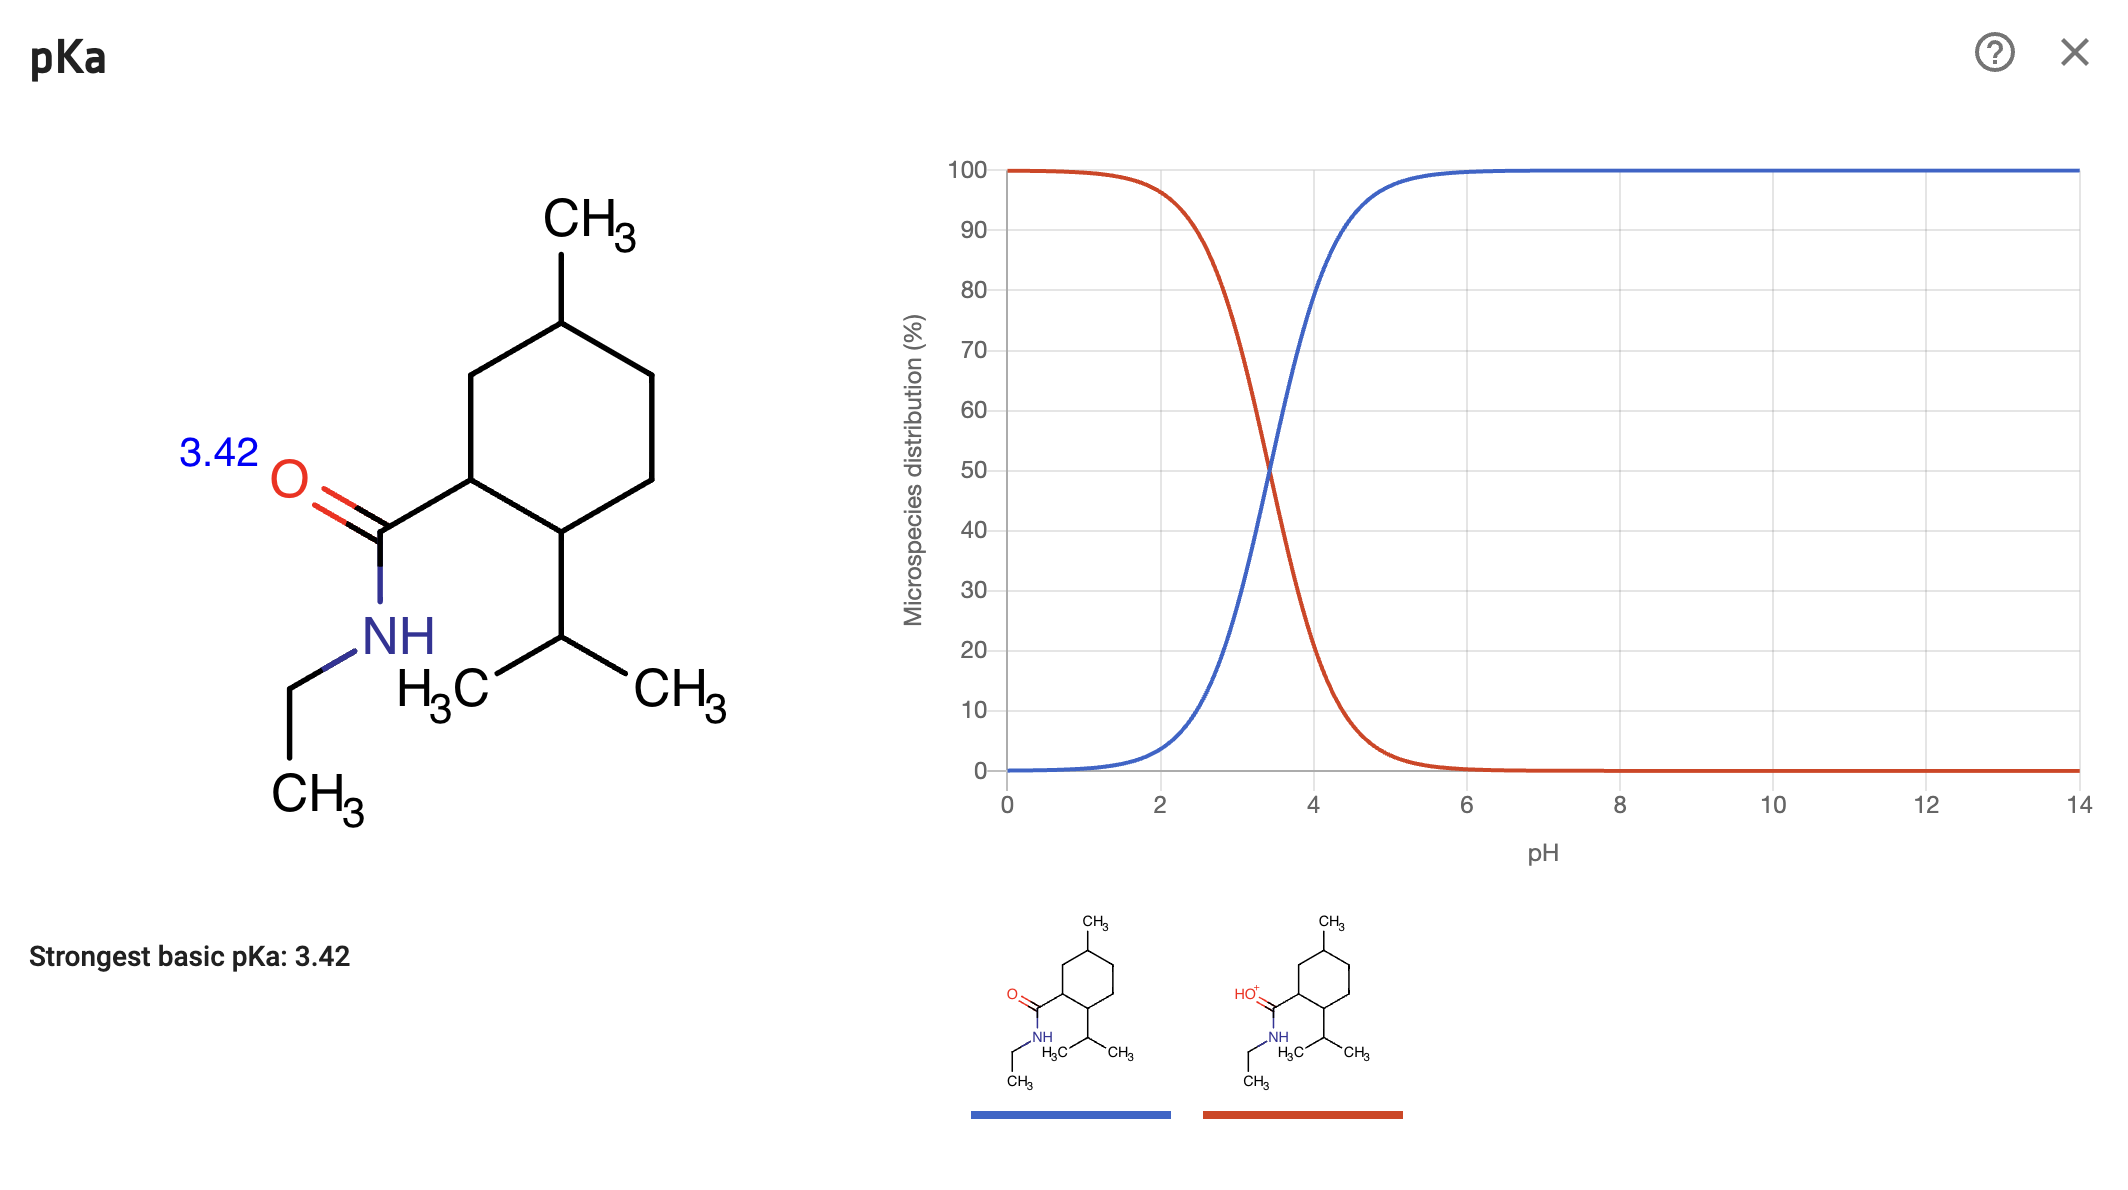 pKa
CH3
3.42
O
NH
H3C
CH3
CH3
Strongest basic pKa: 3.42
Microspecies distribution (%)
100
90
80
70
60
50
40
30
20
10
0
0 2 4 6 8 10 12 14
pH
CH3
O
NH
H3C
CH3
CH3
CH3
HO+
NH
H3C
CH3
CH3